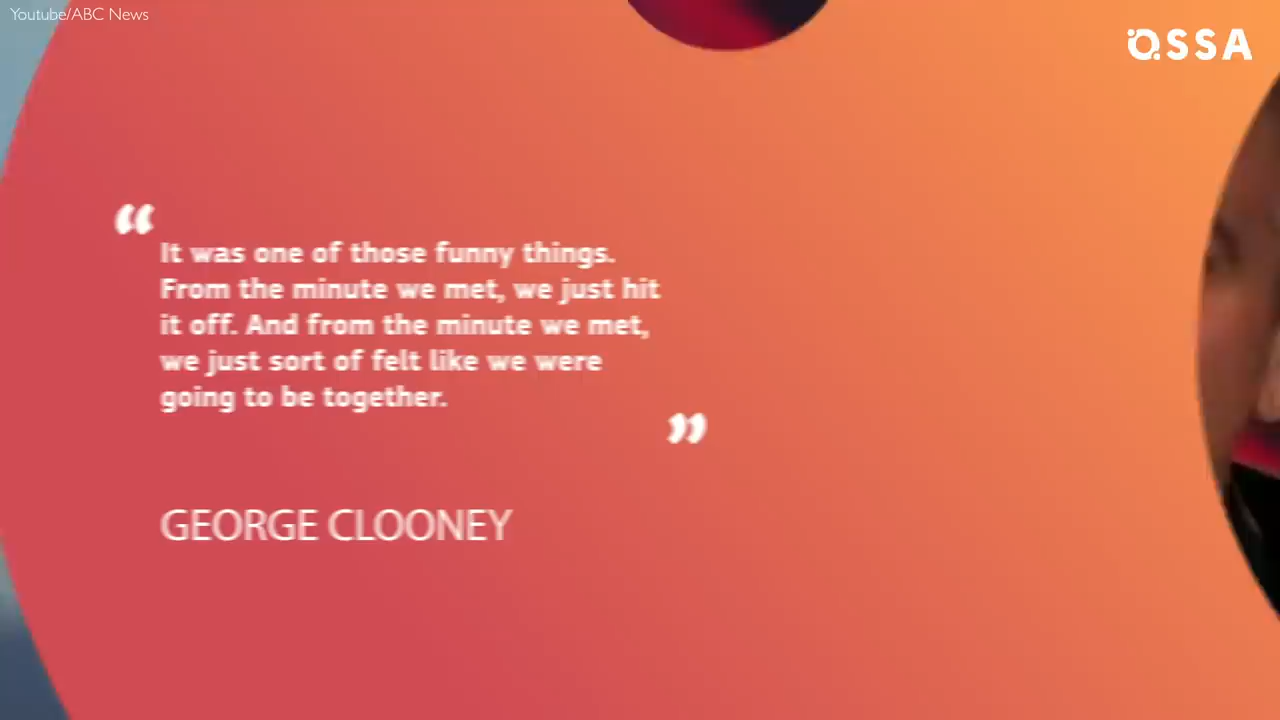 Youtube/ABC News
QSSA
“
It was one of those funny things.
From the minute we met, we just hit
it off. And from the minute we met,
we just sort of felt like we were
going to be together.
”
GEORGE CLOONEY